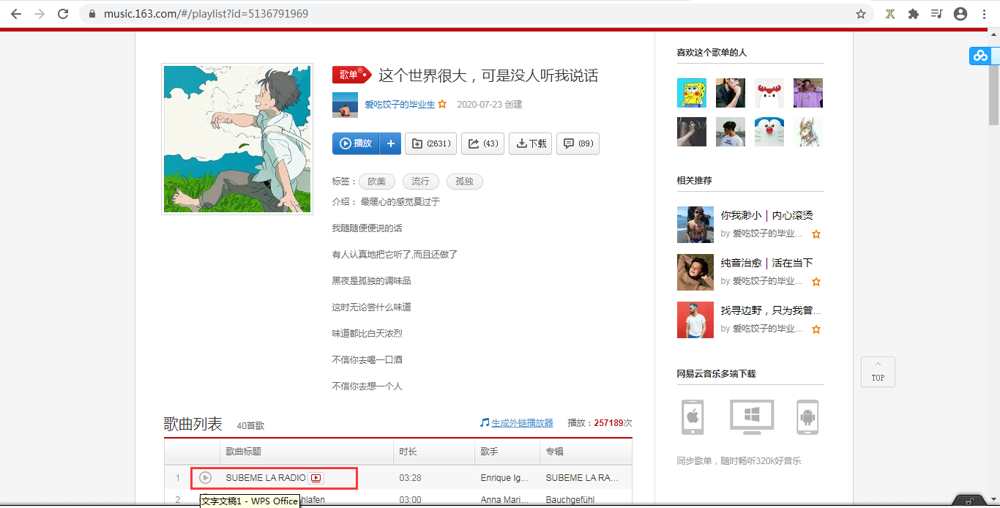 music.163.com/#/playlist?id=5136791969
歌单
这个世界很大，可是没人听我说话
爱吃饺子的毕业生
2020-07-23 创建
播放
+
(2631)
(43)
下载
(89)
标签：
欧美
流行
孤独
介绍： 最暖心的感觉莫过于
我随随便便说的话
有人认真地把它听了,而且还做了
黑夜是孤独的调味品
这时无论尝什么味道
味道都比白天浓烈
不信你去喝一口酒
不信你去想一个人
歌曲列表
40首歌
生成外链播放器
播放：257189次
歌曲标题
时长
歌手
专辑
1
SUBEME LA RADIO
03:28
Enrique Ig...
SUBEME LA RA...
2
hlafen
03:00
Anna Mari...
Bauchgefühl
文字文稿1 - WPS Office
喜欢这个歌单的人
相关推荐
你我渺小｜内心滚烫
by 爱吃饺子的毕业...
纯音治愈｜活在当下
by 爱吃饺子的毕业...
找寻边野，只为我曾...
by 爱吃饺子的毕业...
网易云音乐多端下载
同步歌单，随时畅听320k好音乐
TOP